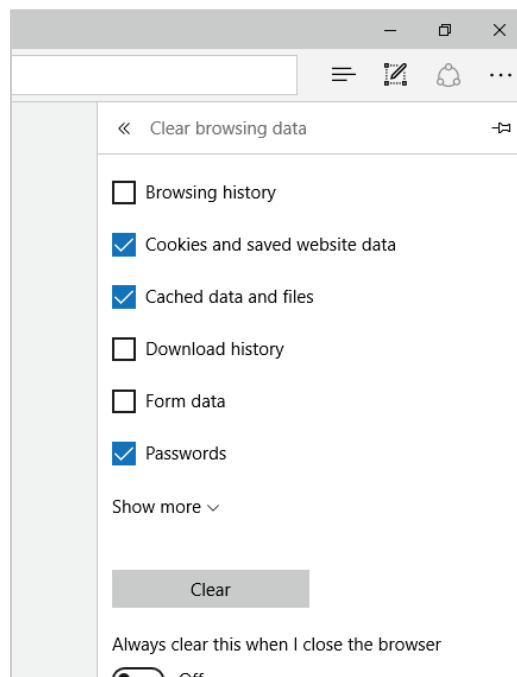 Clear browsing data
Browsing history
Cookies and saved website data
Cached data and files
Download history
Form data
Passwords
Show more
Clear
Always clear this when I close the browser
Off